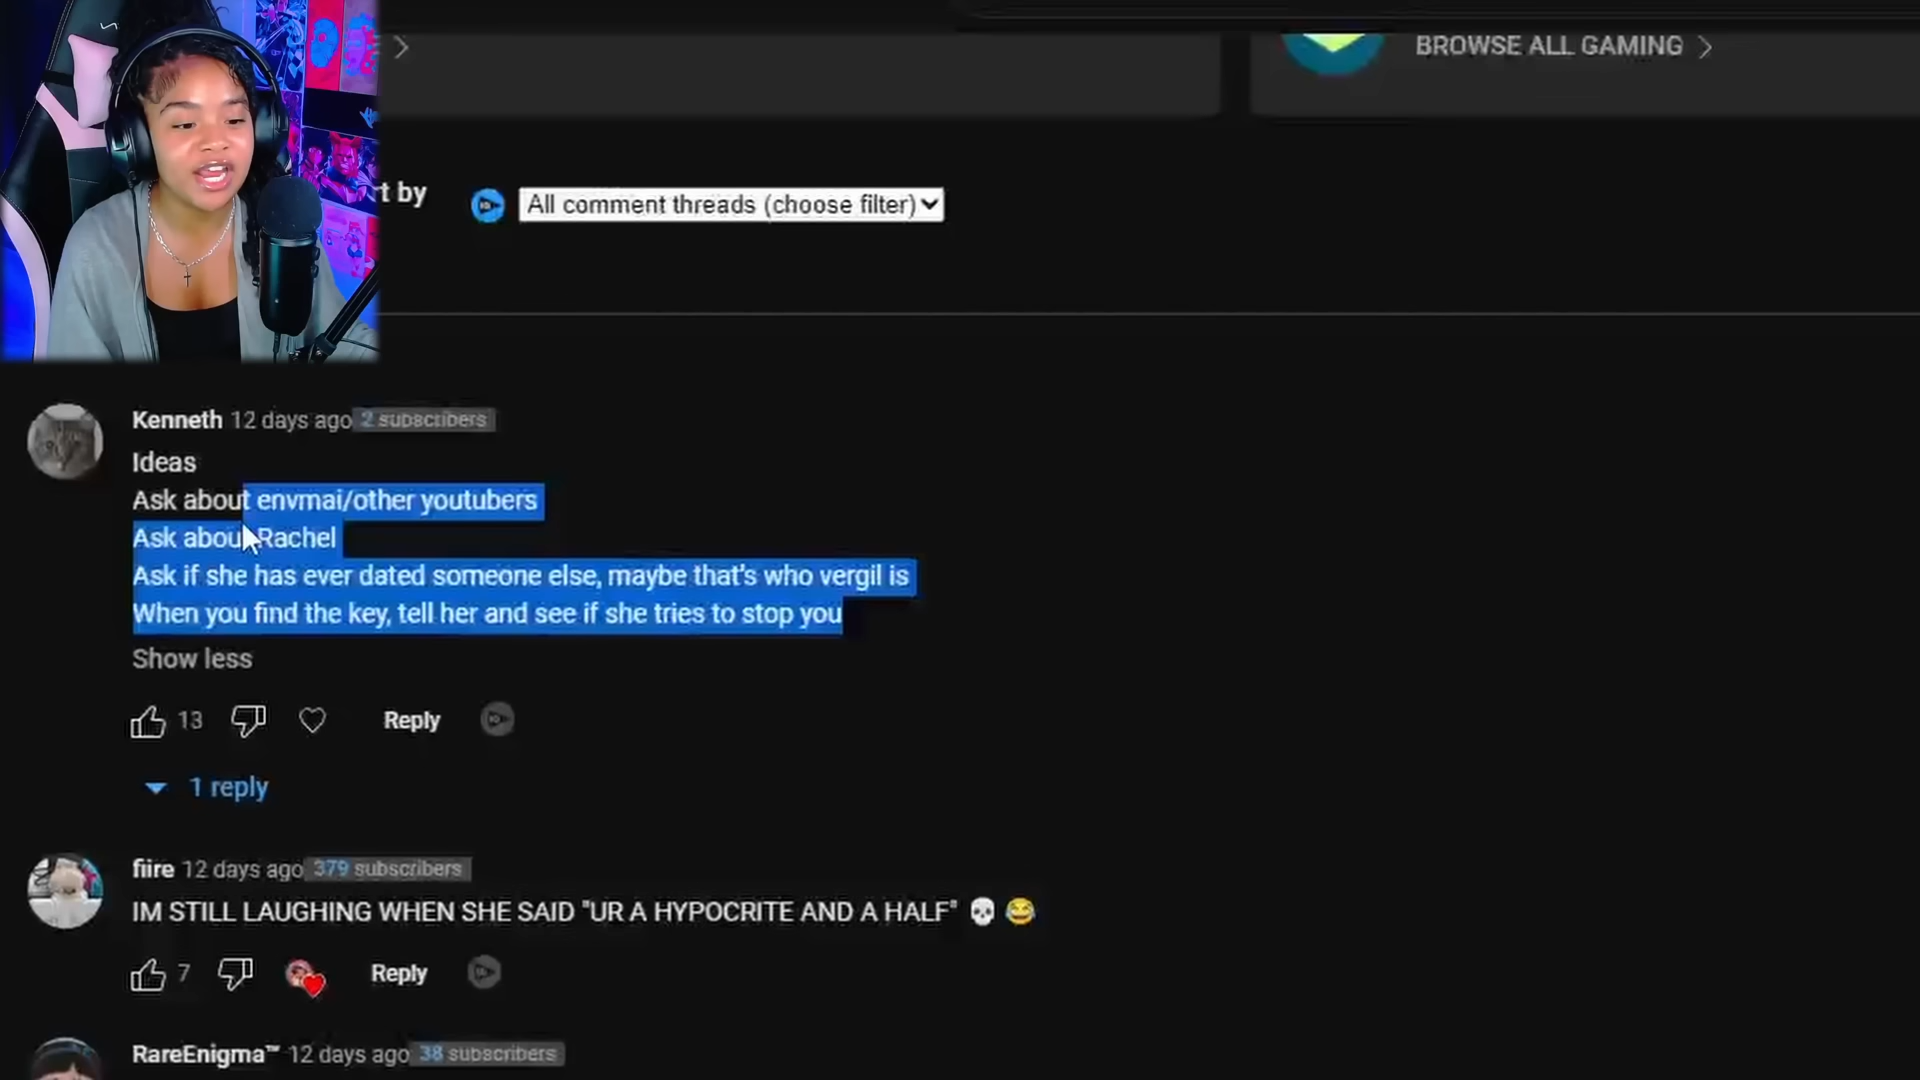 BROWSE ALL GAMING
t by
All comment threads (choose filter)
Kenneth 12 days ago 2 subscribers
Ideas
Ask about envmai/other youtubers
Ask about Rachel
Ask if she has ever dated someone else, maybe that's who vergil is
When you find the key, tell her and see if she tries to stop you
Show less
13 Reply
1 reply
fiire 12 days ago 379 subscribers
IM STILL LAUGHING WHEN SHE SAID "UR A HYPOCRITE AND A HALF" 💀 😂
7 Reply
RareEnigma™ 12 days ago 38 subscribers